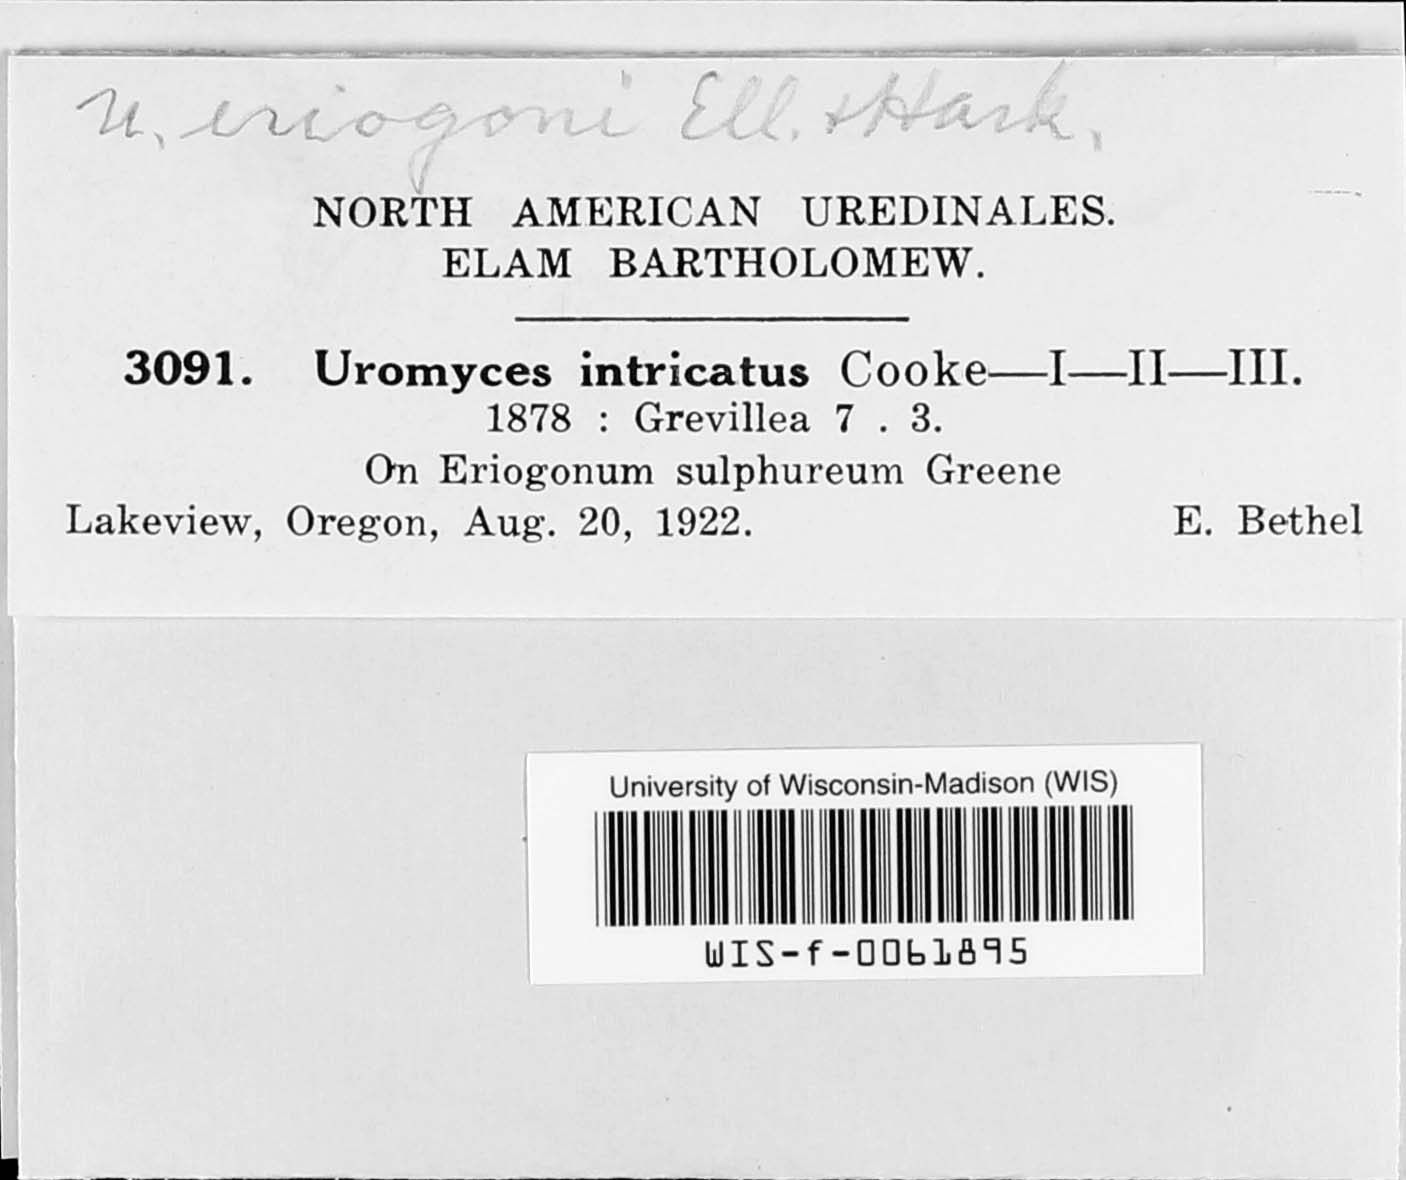 U. eriogoni Ell. & Hark.
NORTH AMERICAN UREDINALES.
ELAM BARTHOLOMEW.
3091. Uromyces intricatus Cooke—I—II—III.
1878 : Grevillea 7 . 3.
On Eriogonum sulphureum Greene
Lakeview, Oregon, Aug. 20, 1922. E. Bethel
University of Wisconsin-Madison (WIS)
WIS-f-0061895